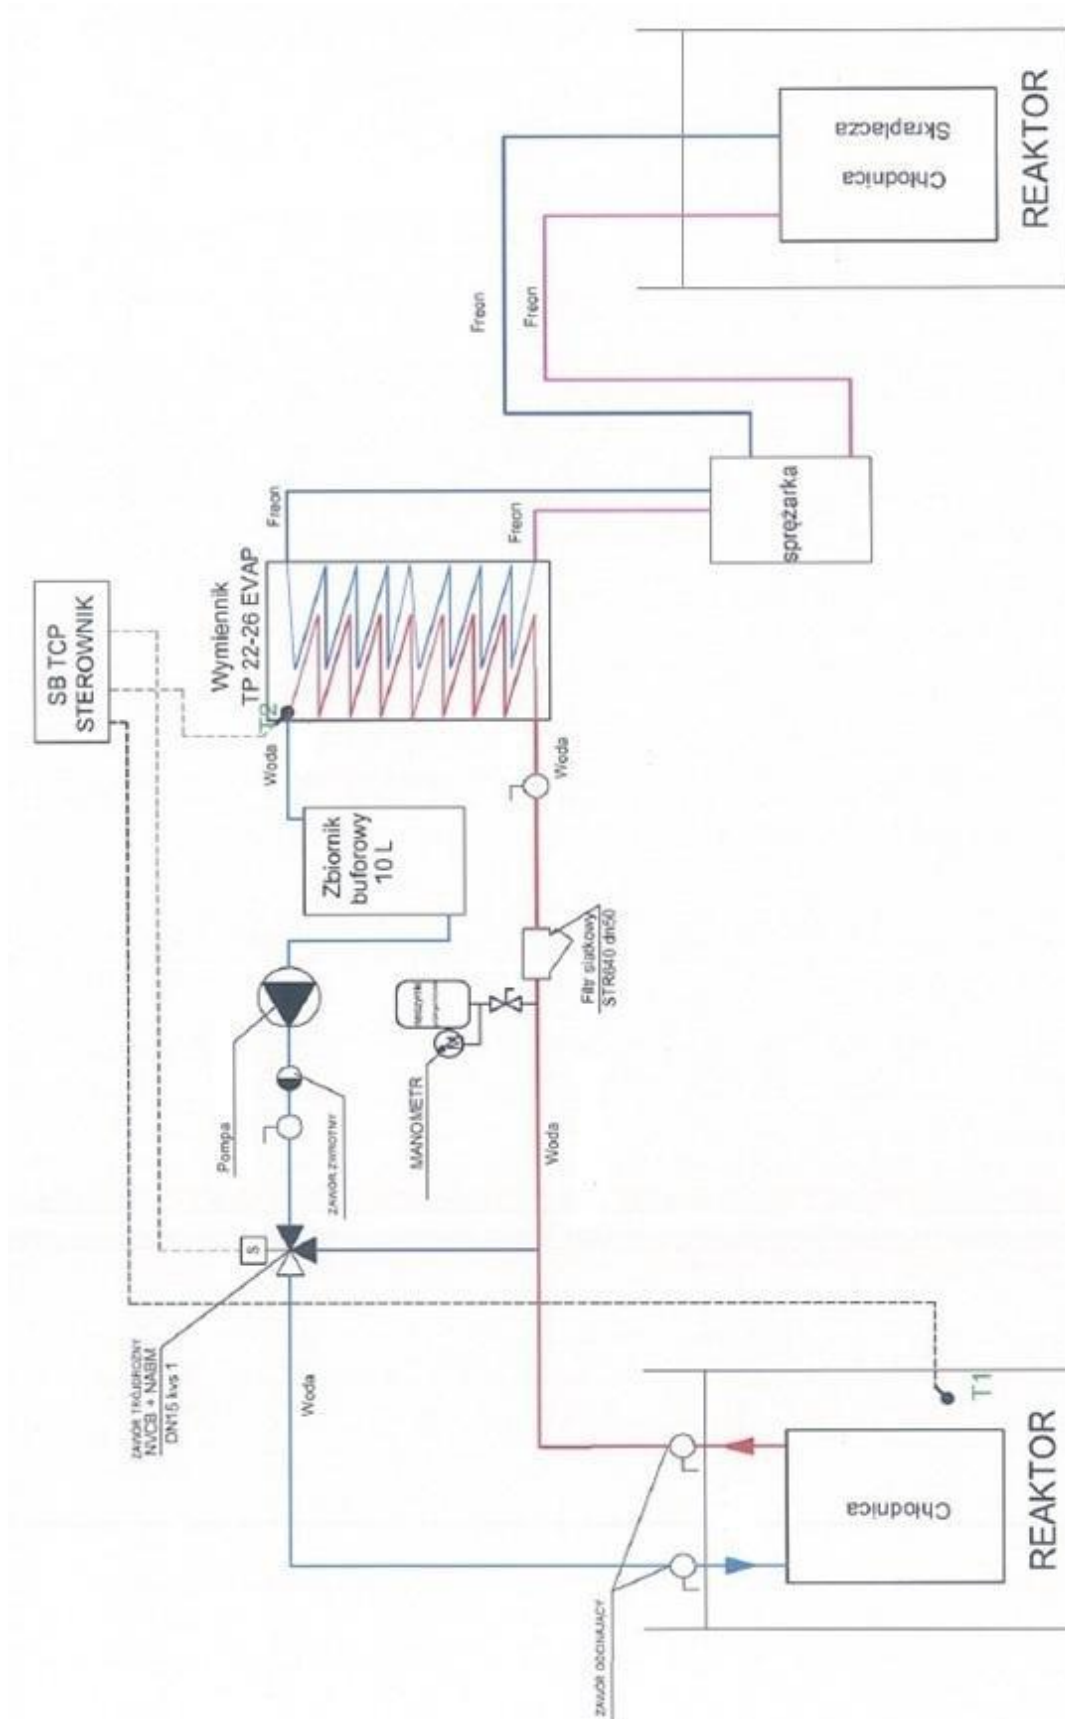 SB TCP
STEROWNIK
Wymiennik
TP 22-26 EVAP
T2
Woda
Freon
Freon
Freon
Freon
Chłodnica
Skraplacza
REAKTOR
sprężarka
Zbiornik
buforowy
10 L
Woda
Pompa
ZAWÓR ZWROTNY
MANOMETR
M
Filtr siatkowy
STR640 dn50
Woda
S
ZAWÓR TRÓJDROŻNY
NVCB + NABM
DN15 kvs 1
Woda
ZAWÓR ODCINAJĄCY
T1
Chłodnica
REAKTOR